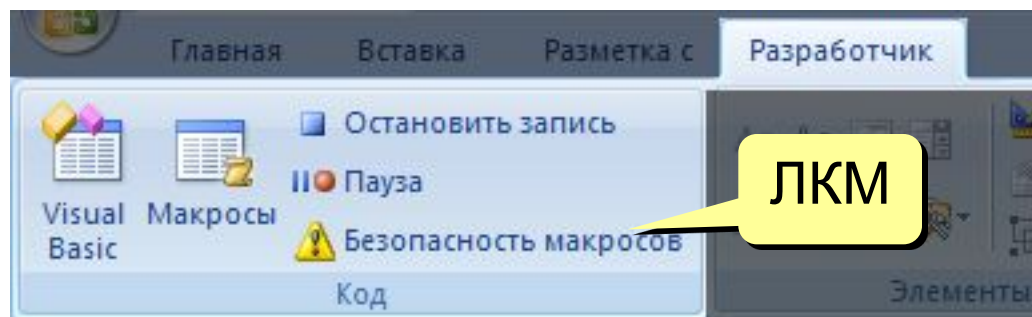 Главная Вставка Разметка с Разработчик
Остановить запись
Пауза
Безопасность макросов
Visual Basic
Макросы
ЛКМ
Код
Элементы